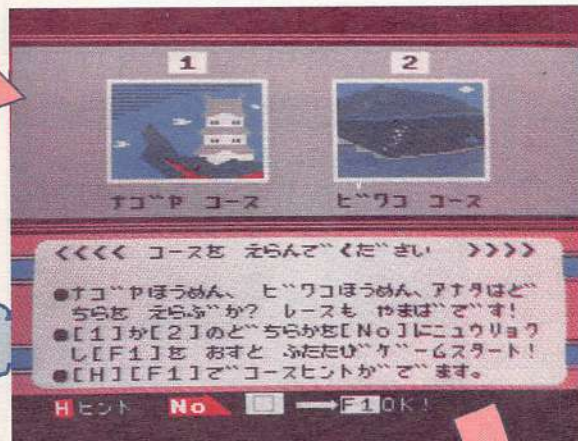 1
2
ナゴヤ コース
ビワコ コース
<<<< コースを えらんでください >>>>
●ナゴヤほうめん、 ビワコほうめん、アナタはど
ちらを えらぶか? レースも やまばです!
●[1]か[2]のどちらかを[No]にニュウリョク
し[F1]を おすと ふたたびゲームスタート!
●[H][F1]でコースヒントがでます。
Hヒント No →F1OK!